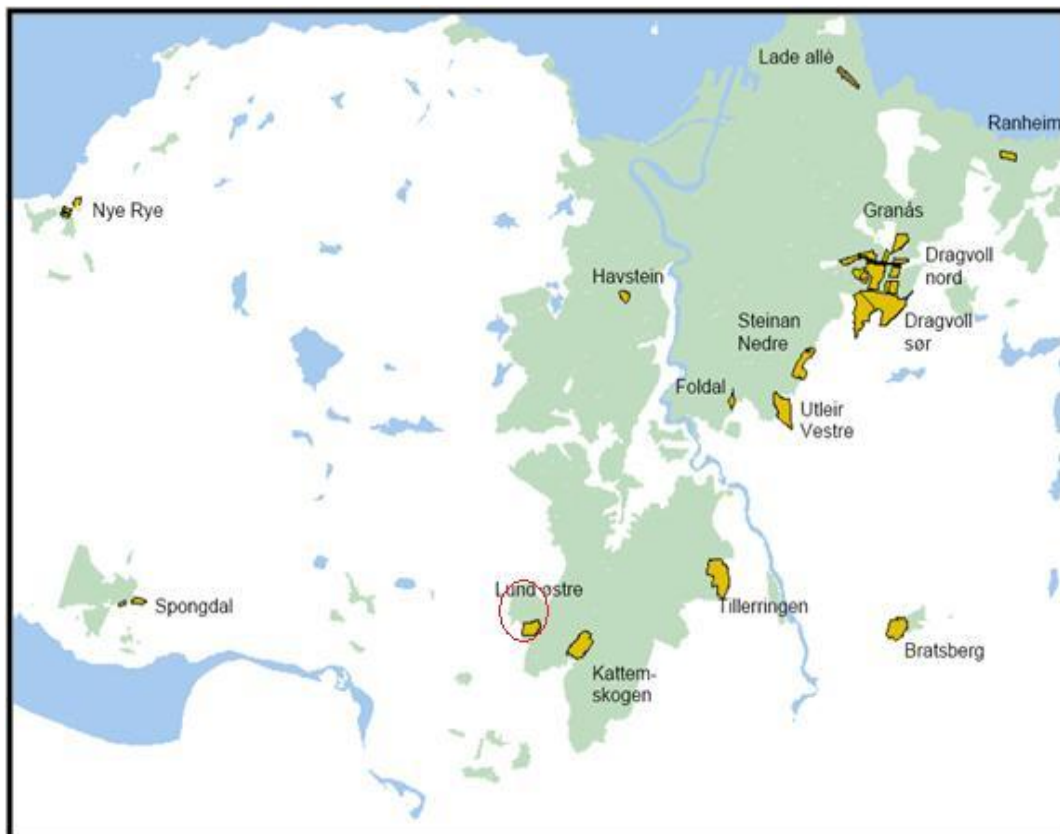 Lade allè
Ranheim
Nye Rye
Granås
Dragvoll
nord
Havstein
Steinan
Nedre
Dragvoll
sør
Foldal
Utleir
Vestre
Lund østre
Spongdal
Tillerringen
Kattem-
skogen
Bratsberg